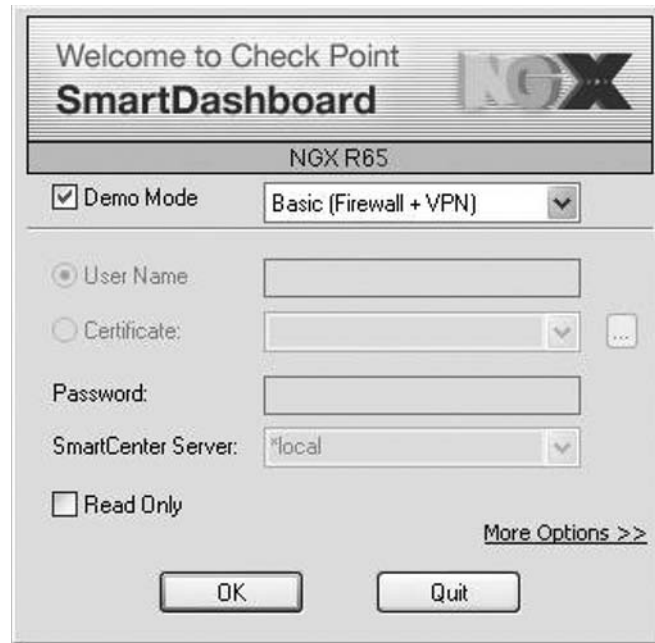 Welcome to Check Point
SmartDashboard
NGX
NGX R65
Demo Mode
Basic (Firewall + VPN)
User Name
Certificate:
...
Password:
SmartCenter Server:
*local
Read Only
More Options >>
OK
Quit